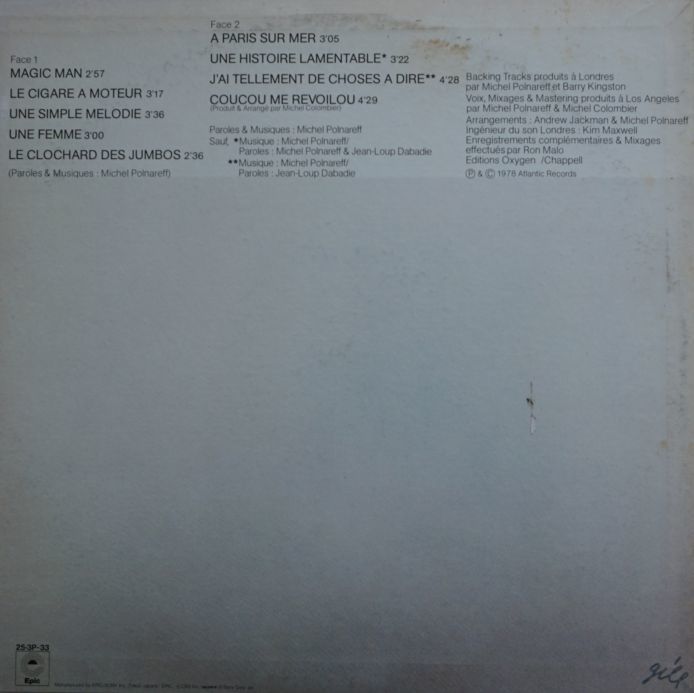 Face 1
MAGIC MAN 2'57
LE CIGARE A MOTEUR 3'17
UNE SIMPLE MELODIE 3'36
UNE FEMME 3'00
LE CLOCHARD DES JUMBOS 2'36
(Paroles & Musiques : Michel Polnareff)
Face 2
A PARIS SUR MER 3'05
UNE HISTOIRE LAMENTABLE* 3'22
J'AI TELLEMENT DE CHOSES A DIRE** 4'28
COUCOU ME REVOILOU 4'29
(Produit & Arrangé par Michel Colombier)
Paroles & Musiques : Michel Polnareff
Sauf, *Musique : Michel Polnareff/
Paroles : Michel Polnareff & Jean-Loup Dabadie
**Musique : Michel Polnareff/
Paroles : Jean-Loup Dabadie
Backing Tracks produits à Londres
par Michel Polnareff et Barry Kingston
Voix, Mixages & Mastering produits à Los Angeles
par Michel Polnareff & Michel Colombier
Arrangements : Andrew Jackman & Michel Polnareff
Ingénieur du son Londres : Kim Maxwell
Enregistrements complémentaires & Mixages
effectués par Ron Malo
Editions Oxygen /Chappell
Ⓟ & Ⓒ 1978 Atlantic Records
25·3P-33
Epic
Manufactured by EPIC/SONY Inc.